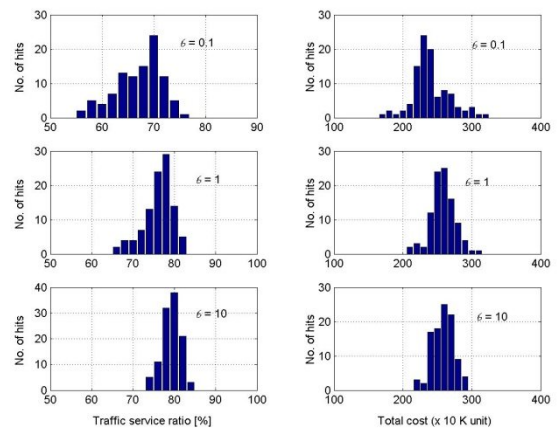 30
20
10
0
50 60 70 80 90
No. of hits
ϭ = 0.1
30
20
10
0
100 200 300 400
No. of hits
ϭ = 0.1
30
20
10
0
50 60 70 80 90 100
No. of hits
ϭ = 1
30
20
10
0
100 200 300 400
No. of hits
ϭ = 1
40
30
20
10
0
50 60 70 80 90 100
No. of hits
ϭ = 10
Traffic service ratio [%]
30
20
10
0
100 200 300 400
No. of hits
ϭ = 10
Total cost (x 10 K unit)